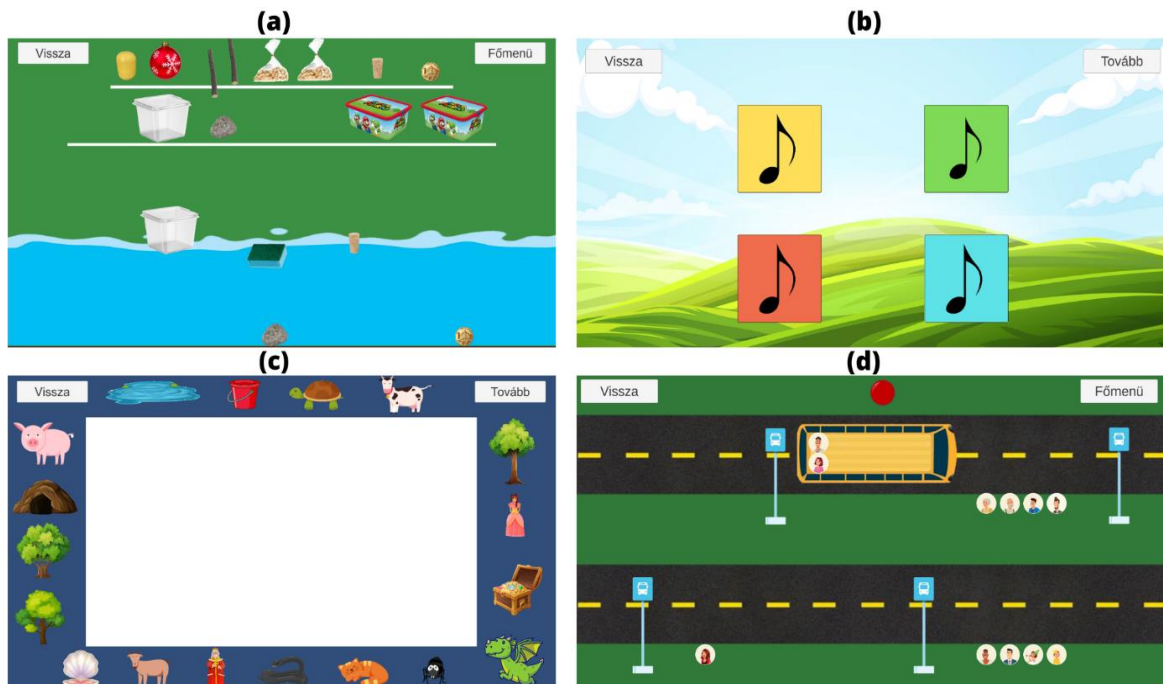 (a)
Vissza
Főmenü
(b)
Vissza
Tovább
(c)
Vissza
Tovább
(d)
Vissza
Főmenü